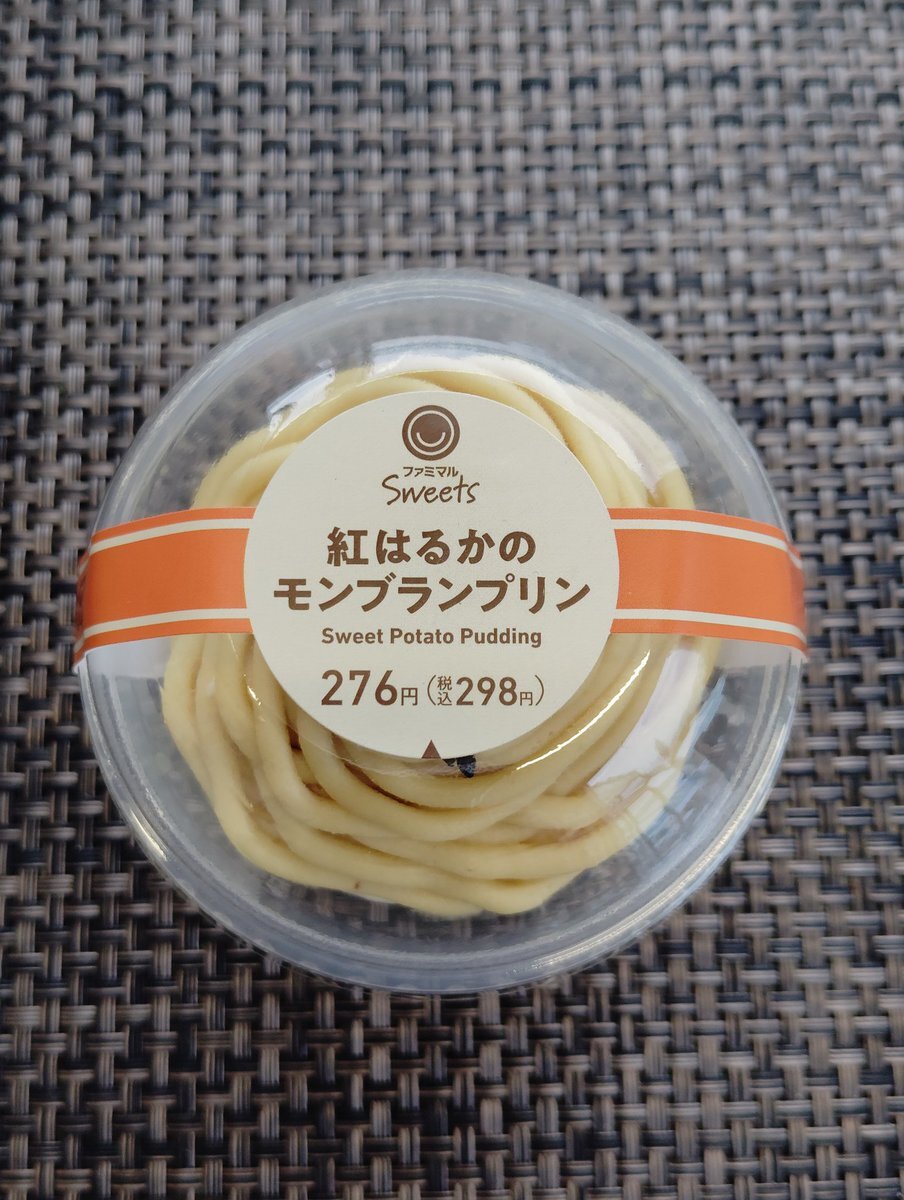 ファミマル
Sweets
紅はるかの
モンブランプリン
Sweet Potato Pudding
276円(税込298円)